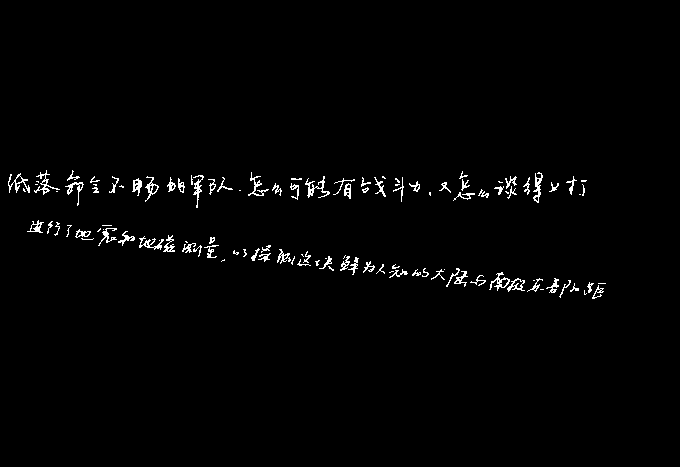 低落命令不畅的军队.怎么可能有战斗力,又怎么谈得上打
进行了地震和地磁测量,以探测这块鲜为人知的大陆与南极东部的距